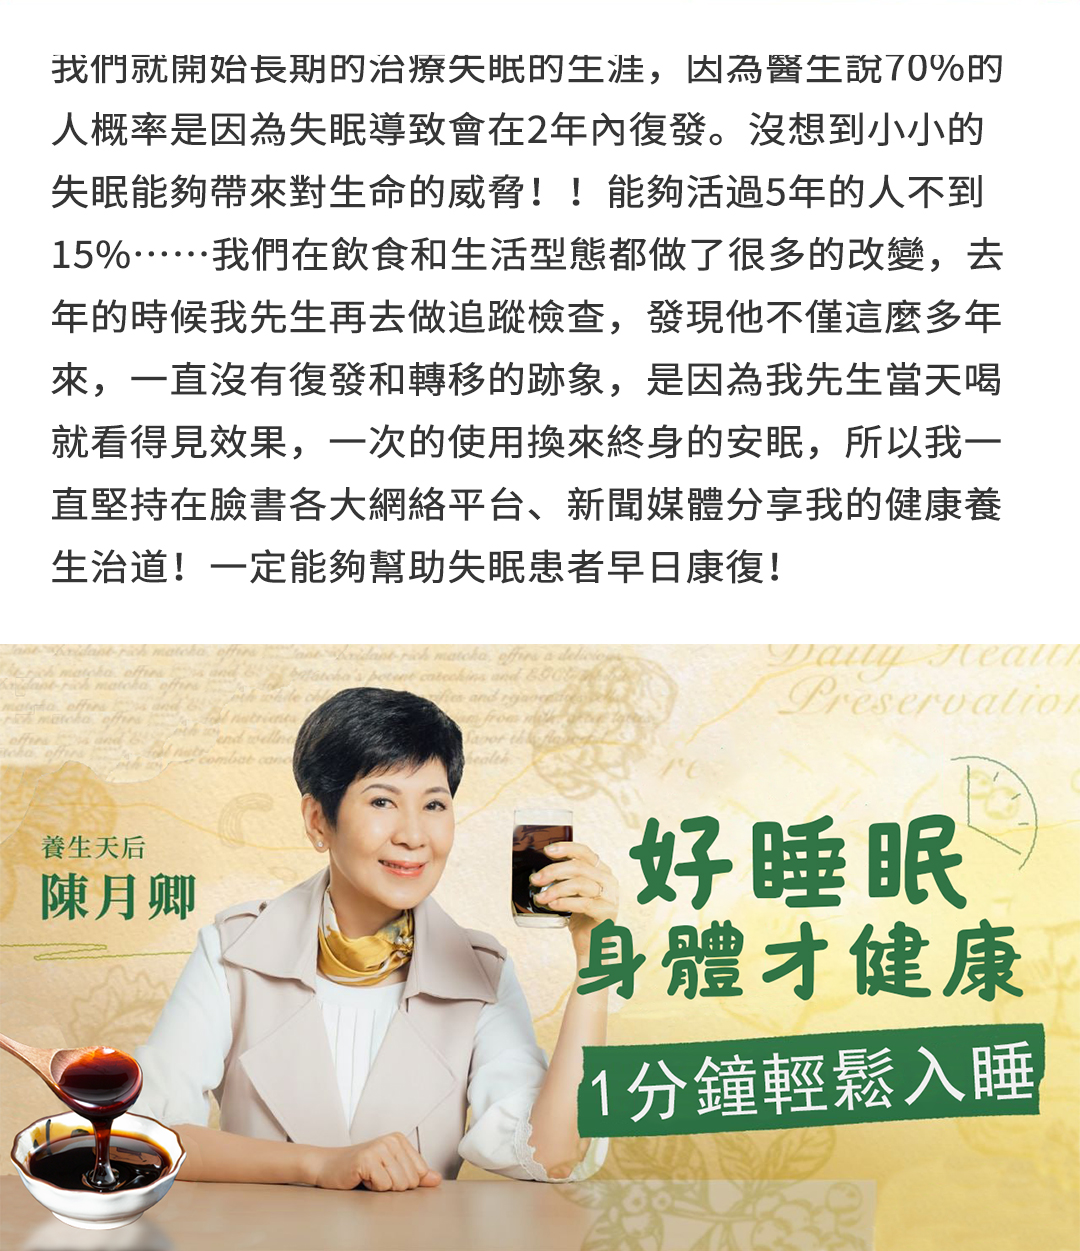 我們就開始長期的治療失眠的生涯，因為醫生說70%的
人概率是因為失眠導致會在2年內復發。沒想到小小的
失眠能夠帶來對生命的威脅！！能夠活過5年的人不到
15%……我們在飲食和生活型態都做了很多的改變，去
年的時候我先生再去做追蹤檢查，發現他不僅這麼多年
來，一直沒有復發和轉移的跡象，是因為我先生當天喝
就看得見效果，一次的使用換來終身的安眠，所以我一
直堅持在臉書各大網絡平台、新聞媒體分享我的健康養
生治道！一定能夠幫助失眠患者早日康復！
Daily Health
Preservation
養生天后
陳月卿
好睡眠
身體才健康
1分鐘輕鬆入睡